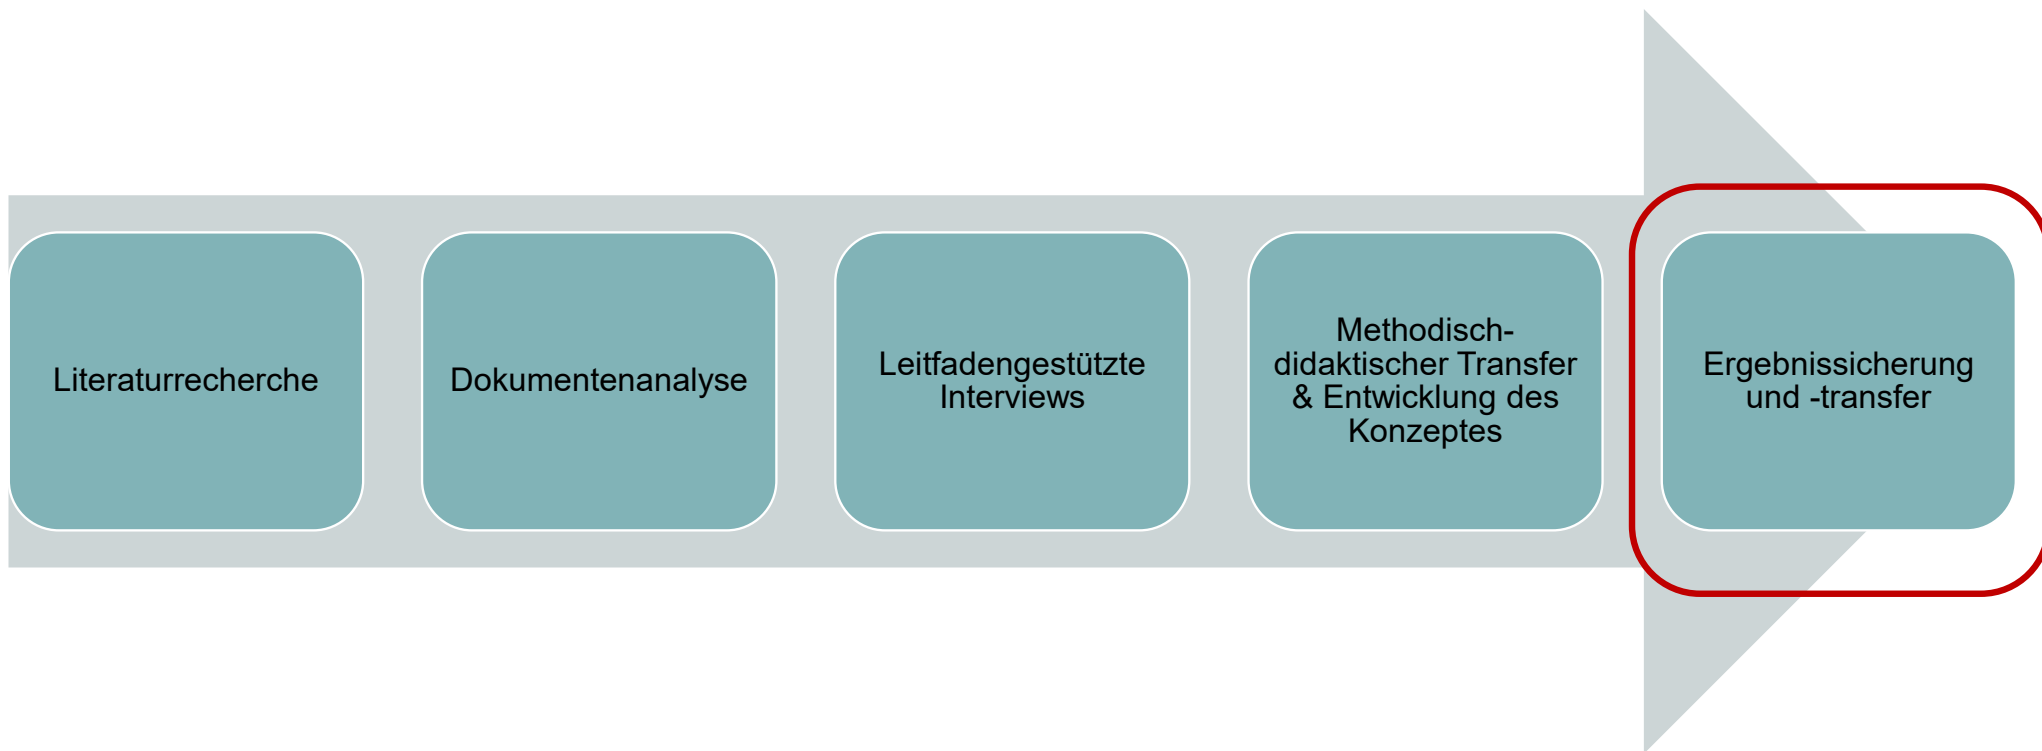 Literaturrecherche
Dokumentenanalyse
Leitfadengestützte
Interviews
Methodisch-
didaktischer Transfer
& Entwicklung des
Konzeptes
Ergebnissicherung
und -transfer